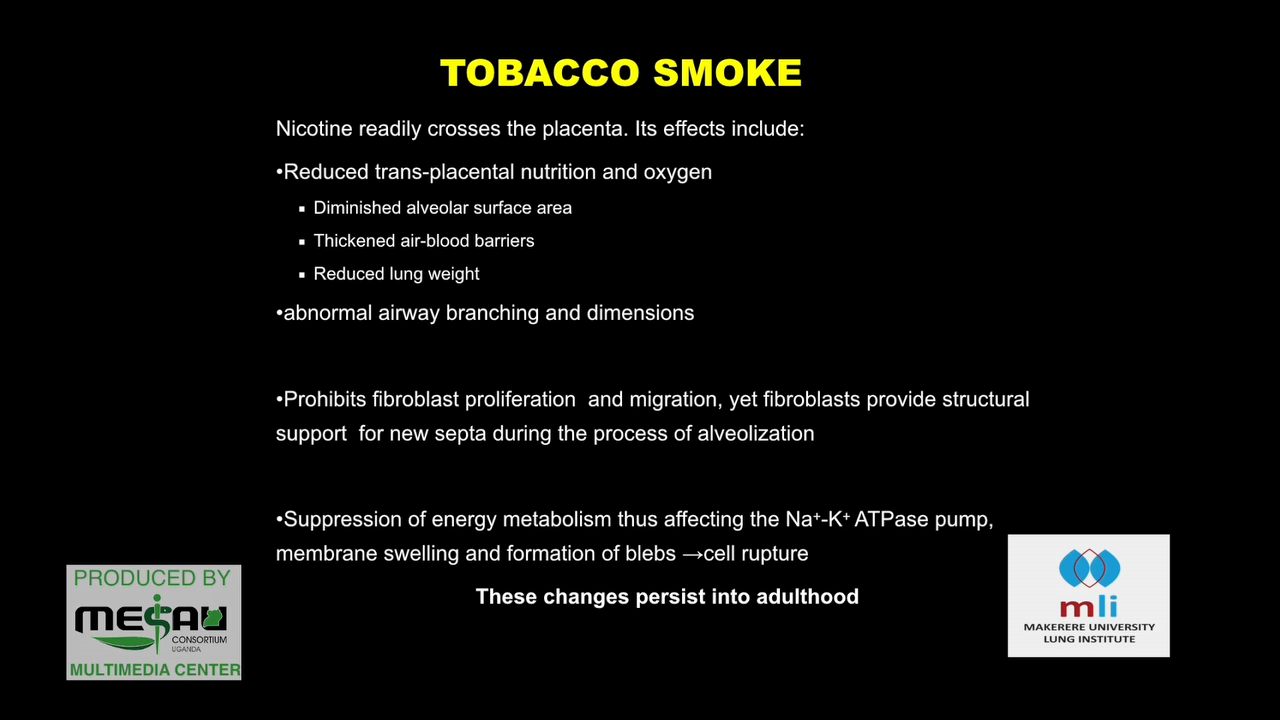 TOBACCO SMOKE
Nicotine readily crosses the placenta. Its effects include:
•Reduced trans-placental nutrition and oxygen
▪ Diminished alveolar surface area
▪ Thickened air-blood barriers
▪ Reduced lung weight
•abnormal airway branching and dimensions
•Prohibits fibroblast proliferation  and migration, yet fibroblasts provide structural
support  for new septa during the process of alveolization
•Suppression of energy metabolism thus affecting the Na⁺-K⁺ ATPase pump,
membrane swelling and formation of blebs →cell rupture
These changes persist into adulthood
PRODUCED BY
MESAU
CONSORTIUM
UGANDA
MULTIMEDIA CENTER
mli
MAKERERE UNIVERSITY
LUNG INSTITUTE